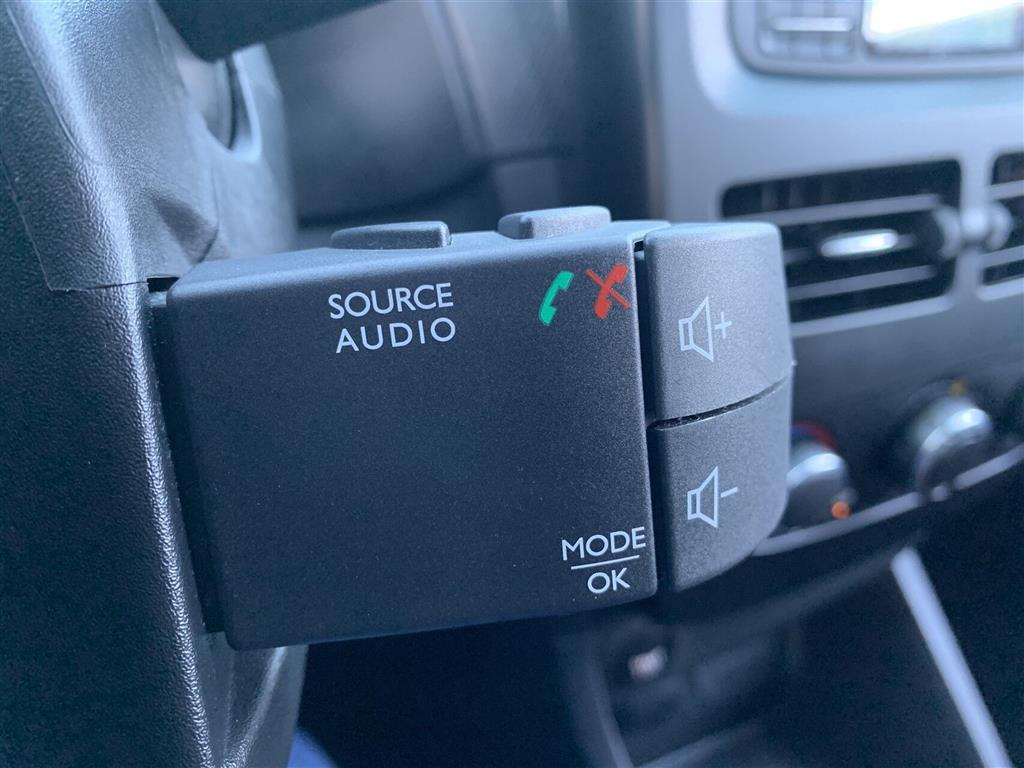 SOURCE
AUDIO
+
-
MODE
OK